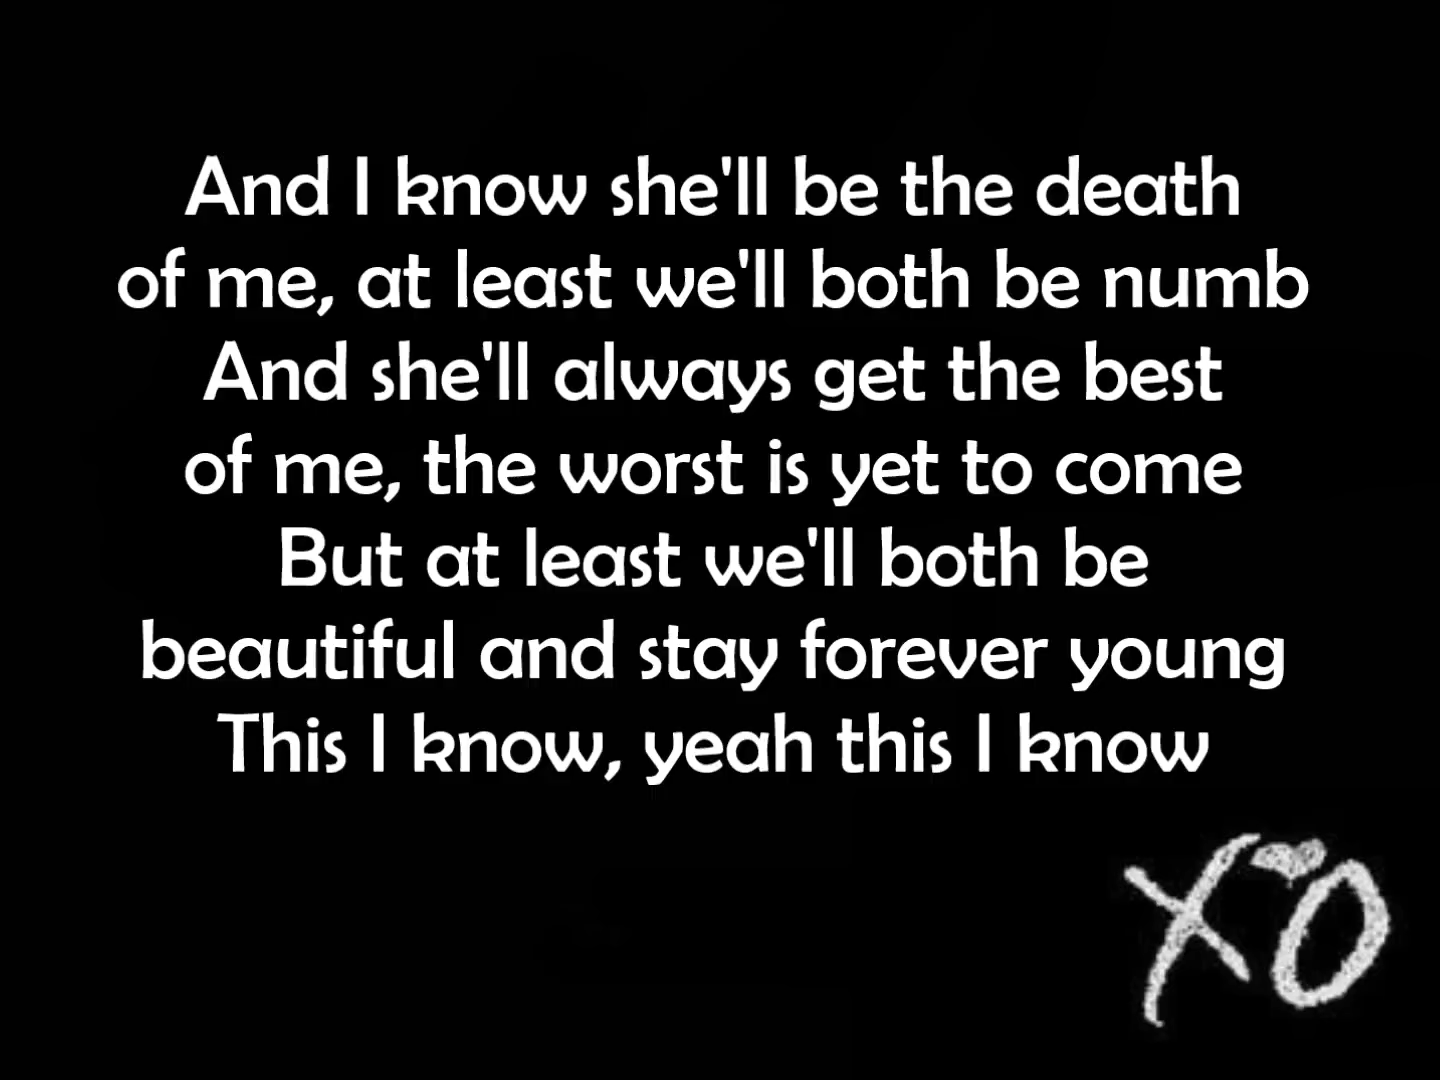 And I know she'll be the death
of me, at least we'll both be numb
And she'll always get the best
of me, the worst is yet to come
But at least we'll both be
beautiful and stay forever young
This I know, yeah this I know
XO